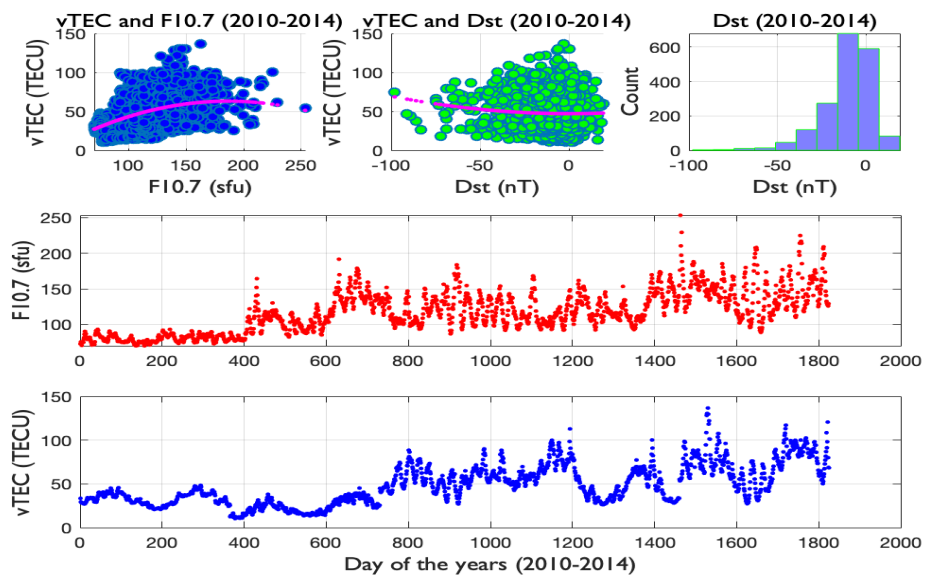 vTEC and F10.7 (2010-2014)
vTEC (TECU)
150
100
50
0
100 150 200 250
F10.7 (sfu)
vTEC and Dst (2010-2014)
vTEC (TECU)
150
100
50
0
-100 -50 0
Dst (nT)
Dst (2010-2014)
Count
600
400
200
0
-100 -50 0
Dst (nT)
F10.7 (sfu)
250
200
150
100
0 200 400 600 800 1000 1200 1400 1600 1800 2000
vTEC (TECU)
150
100
50
0
0 200 400 600 800 1000 1200 1400 1600 1800 2000
Day of the years (2010-2014)